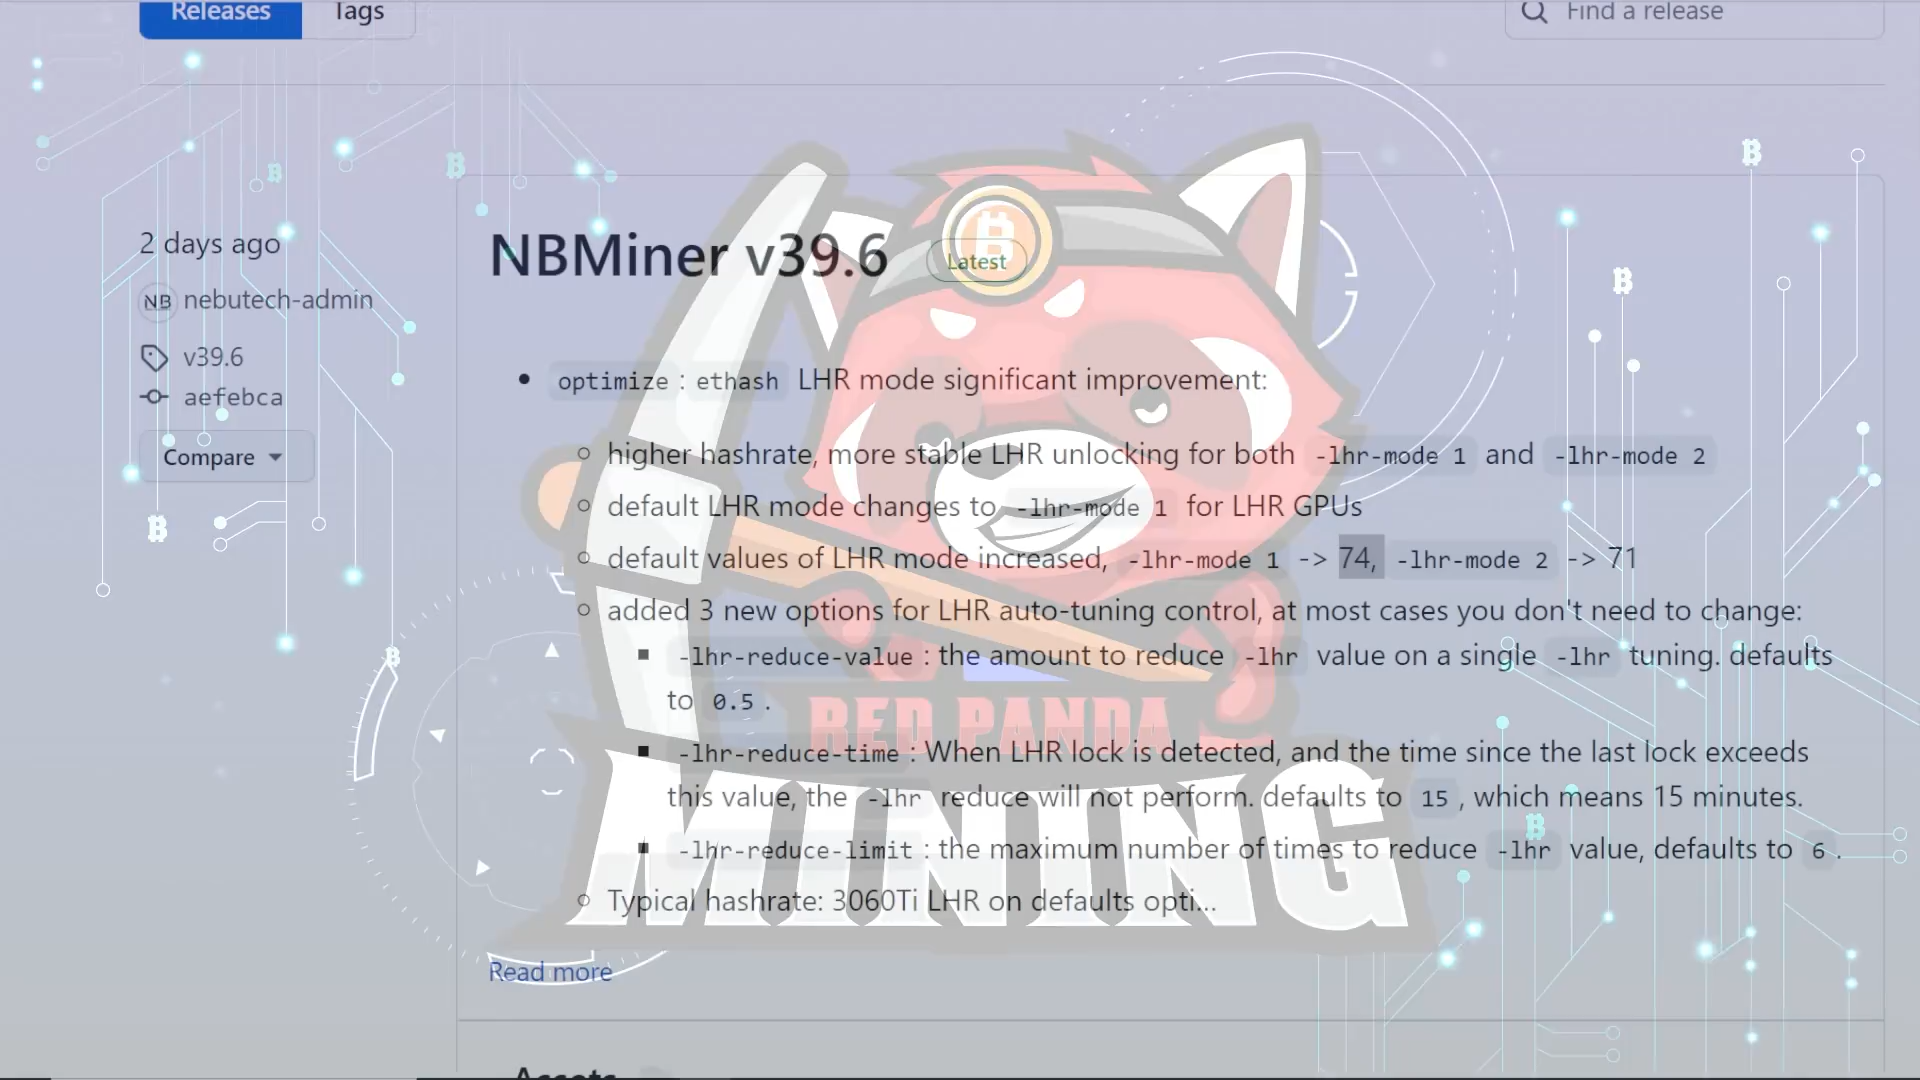 Releases
Tags
Find a release
2 days ago
NB nebutech-admin
v39.6
aefebca
Compare
NBMiner v39.6 Latest
optimize : ethash LHR mode significant improvement:
higher hashrate, more stable LHR unlocking for both -lhr-mode 1 and -lhr-mode 2
default LHR mode changes to -lhr-mode 1 for LHR GPUs
default values of LHR mode increased, -lhr-mode 1 -> 74, -lhr-mode 2 -> 71
added 3 new options for LHR auto-tuning control, at most cases you don't need to change:
-lhr-reduce-value : the amount to reduce -lhr value on a single -lhr tuning. defaults
to 0.5 .
-lhr-reduce-time : When LHR lock is detected, and the time since the last lock exceeds
this value, the -lhr reduce will not perform. defaults to 15 , which means 15 minutes.
-lhr-reduce-limit : the maximum number of times to reduce -lhr value, defaults to 6 .
Typical hashrate: 3060Ti LHR on defaults opti...
Read more
Assets
RED PANDA
MINING